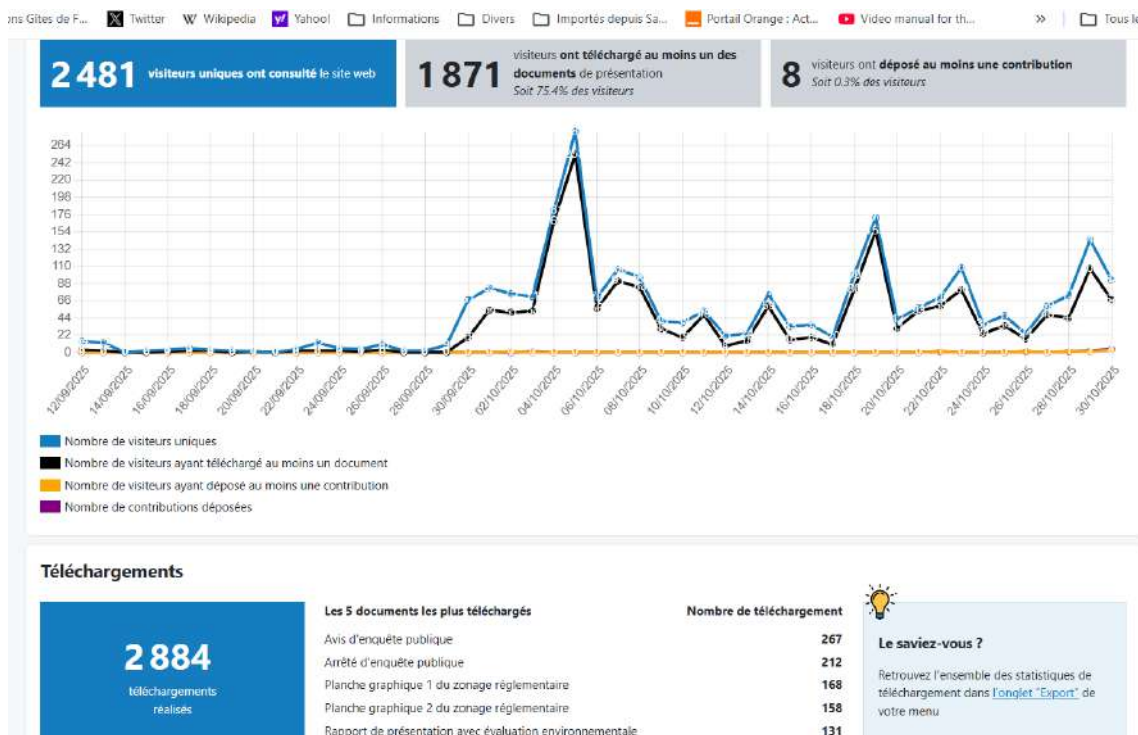 ons Gîtes de F... Twitter W Wikipedia Yahoo! Informations Divers Importés depuis Sa... Portail Orange : Act... Video manual for th... » Tous le
2 481 visiteurs uniques ont consulté le site web
1 871 visiteurs ont téléchargé au moins un des documents de présentation
Soit 75.4% des visiteurs
8 visiteurs ont déposé au moins une contribution
Soit 0.3% des visiteurs
264
242
220
198
176
154
132
110
88
66
44
22
0
12/09/2025 14/09/2025 16/09/2025 18/09/2025 20/09/2025 22/09/2025 24/09/2025 26/09/2025 28/09/2025 30/09/2025 02/10/2025 04/10/2025 06/10/2025 08/10/2025 10/10/2025 12/10/2025 14/10/2025 16/10/2025 18/10/2025 20/10/2025 22/10/2025 24/10/2025 26/10/2025 28/10/2025 30/10/2025
Nombre de visiteurs uniques
Nombre de visiteurs ayant téléchargé au moins un document
Nombre de visiteurs ayant déposé au moins une contribution
Nombre de contributions déposées
Téléchargements
2 884
téléchargements
réalisés
Les 5 documents les plus téléchargés Nombre de téléchargement
Avis d'enquête publique 267
Arrêté d'enquête publique 212
Planche graphique 1 du zonage réglementaire 168
Planche graphique 2 du zonage réglementaire 158
Rapport de présentation avec évaluation environnementale 131
Le saviez-vous ?
Retrouvez l'ensemble des statistiques de
téléchargement dans l'onglet "Export" de
votre menu